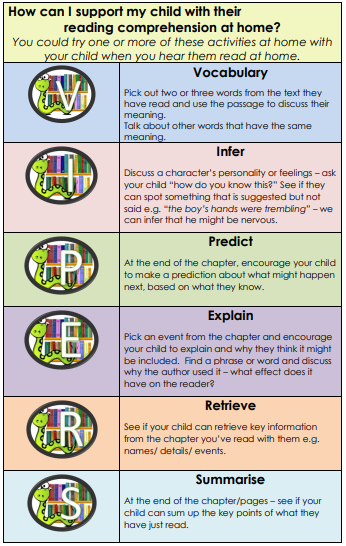 How can I support my child with their
reading comprehension at home?
You could try one or more of these activities at home with
your child when you hear them read at home.
V
Vocabulary
Pick out two or three words from the text they
have read and use the passage to discuss their
meaning.
Talk about other words that have the same
meaning.
I
Infer
Discuss a character's personality or feelings – ask
your child "how do you know this?" See if they
can spot something that is suggested but not
said e.g. "the boy's hands were trembling" – we
can infer that he might be nervous.
P
Predict
At the end of the chapter, encourage your child
to make a prediction about what might happen
next, based on what they know.
E
Explain
Pick an event from the chapter and encourage
your child to explain and why they think it might
be included. Find a phrase or word and discuss
why the author used it – what effect does it
have on the reader?
R
Retrieve
See if your child can retrieve key information
from the chapter you've read with them e.g.
names/ details/ events.
S
Summarise
At the end of the chapter/pages – see if your
child can sum up the key points of what they
have just read.